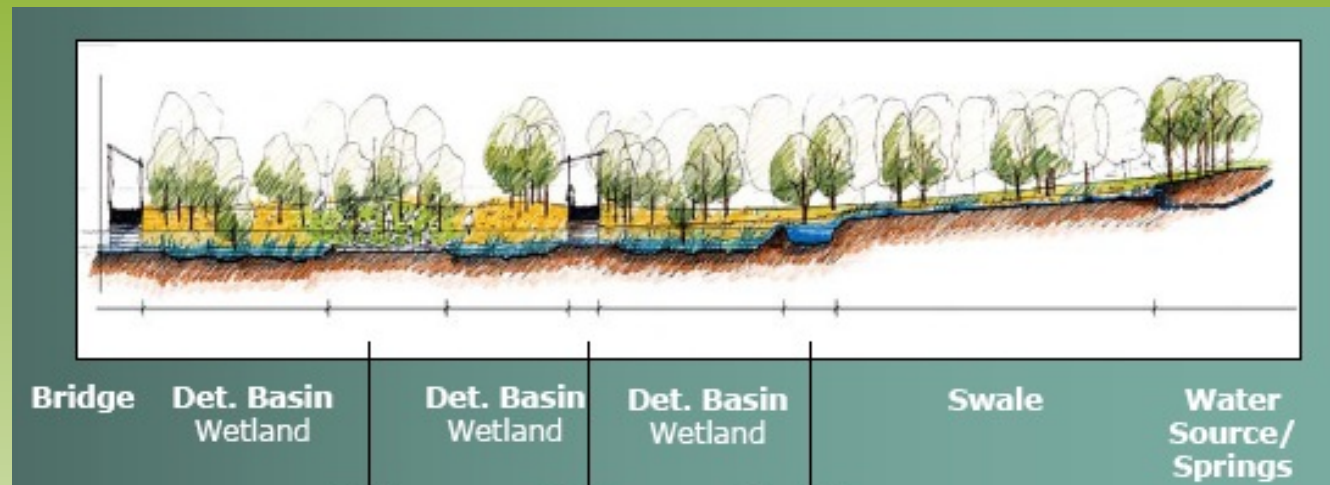 Bridge
Det. Basin
Wetland
Det. Basin
Wetland
Det. Basin
Wetland
Swale
Water
Source/
Springs